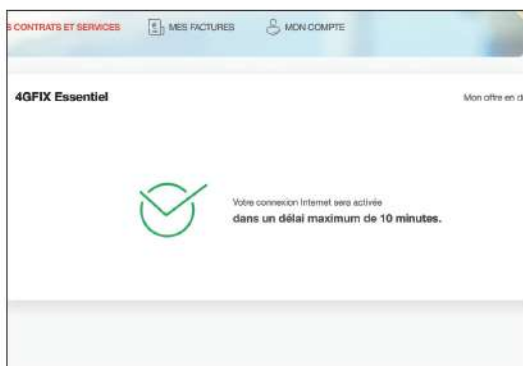 S CONTRATS ET SERVICES MES FACTURES MON COMPTE
4GFIX Essentiel Mon offre en d
Votre connexion Internet sera activée
dans un délai maximum de 10 minutes.